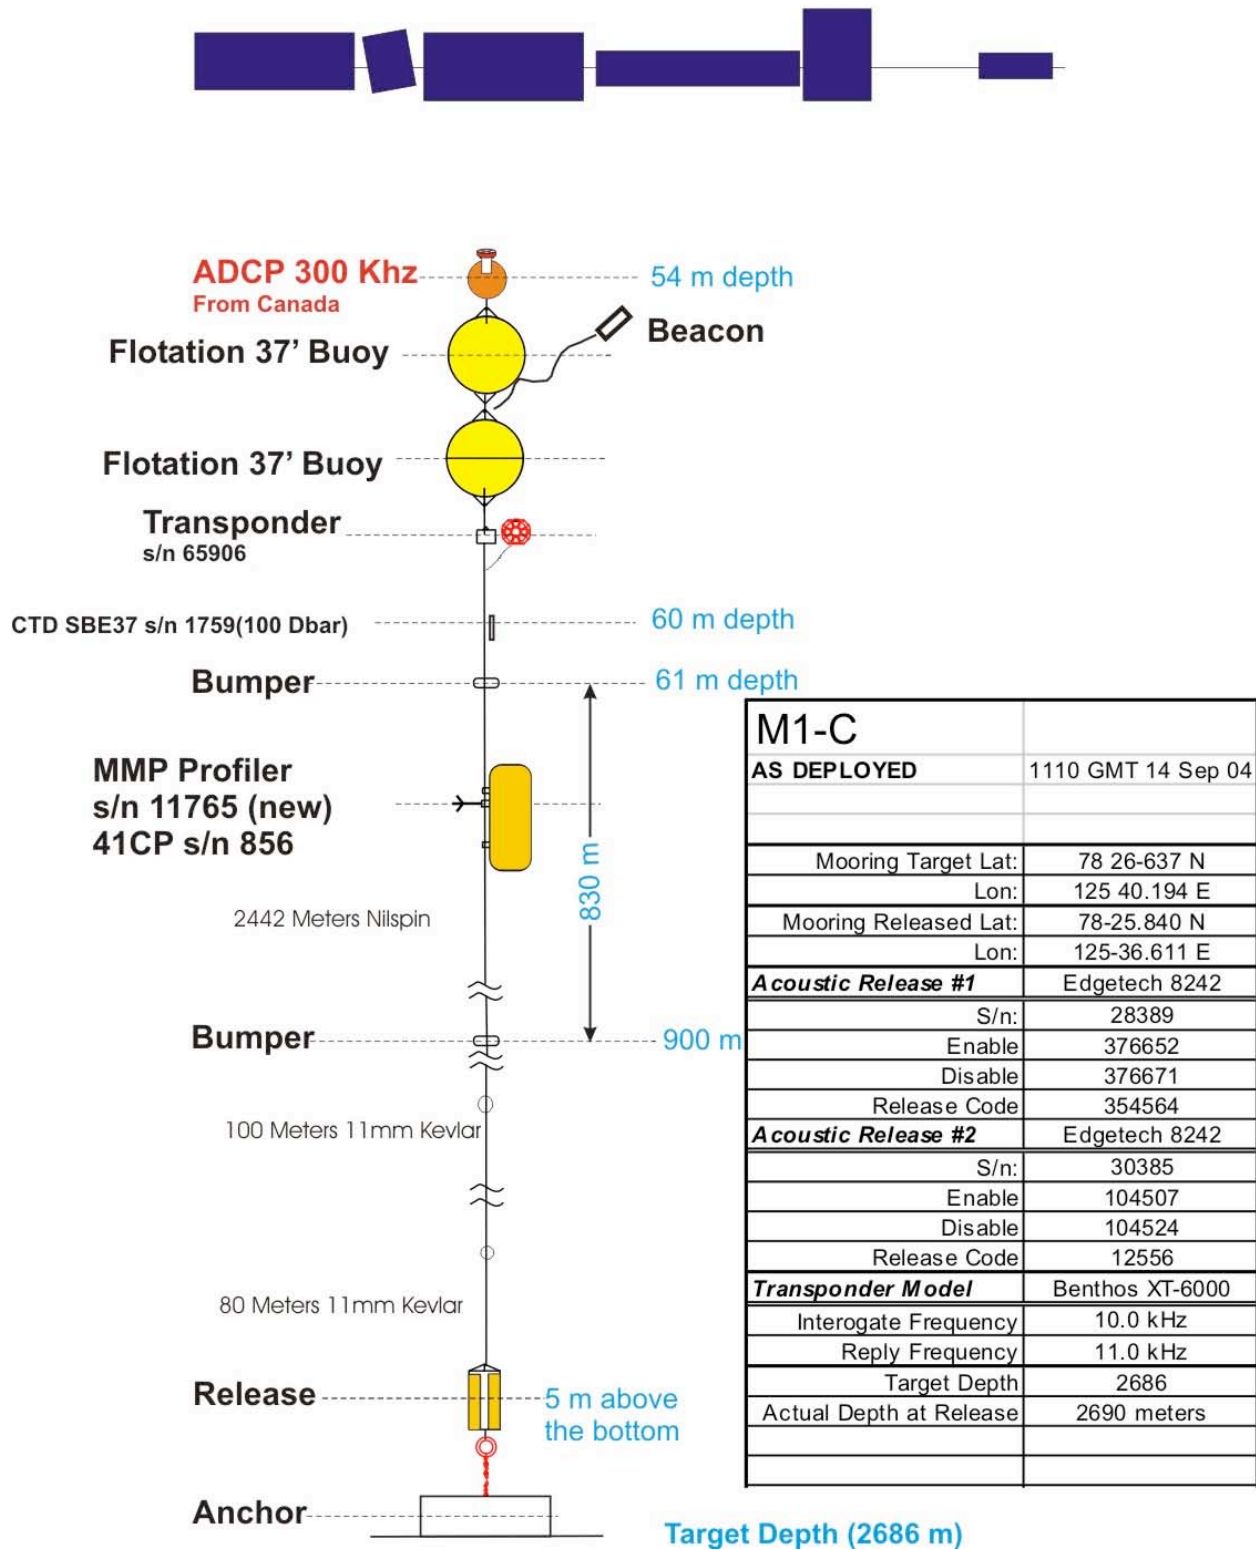 ADCP 300 Khz
From Canada
54 m depth
Beacon
Flotation 37’ Buoy
Flotation 37’ Buoy
Transponder
s/n 65906
CTD SBE37 s/n 1759(100 Dbar)
60 m depth
Bumper
61 m depth
MMP Profiler
s/n 11765 (new)
41CP s/n 856
830 m
2442 Meters Nilspin
Bumper
900 m
100 Meters 11mm Kevlar
80 Meters 11mm Kevlar
Release
5 m above
the bottom
Anchor
Target Depth (2686 m)
M1-C
AS DEPLOYED 1110 GMT 14 Sep 04
Mooring Target Lat: 78 26-637 N
Lon: 125 40.194 E
Mooring Released Lat: 78-25.840 N
Lon: 125-36.611 E
Acoustic Release #1 Edgetech 8242
S/n: 28389
Enable 376652
Disable 376671
Release Code 354564
Acoustic Release #2 Edgetech 8242
S/n: 30385
Enable 104507
Disable 104524
Release Code 12556
Transponder Model Benthos XT-6000
Interogate Frequency 10.0 kHz
Reply Frequency 11.0 kHz
Target Depth 2686
Actual Depth at Release 2690 meters